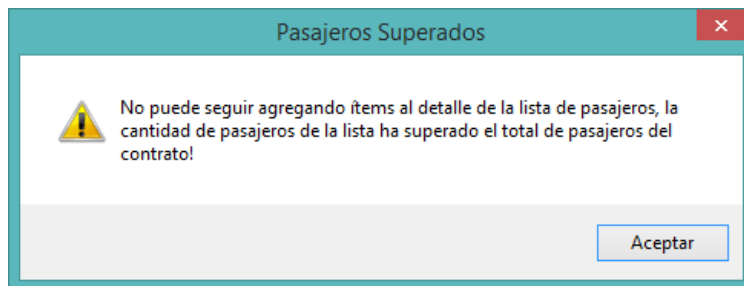 Pasajeros Superados
No puede seguir agregando ítems al detalle de la lista de pasajeros, la
cantidad de pasajeros de la lista ha superado el total de pasajeros del
contrato!
Aceptar